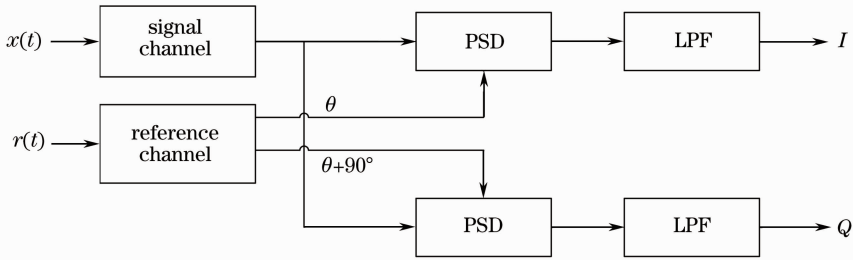 x(t)
signal
channel
PSD
LPF
I
θ
r(t)
reference
channel
θ+90°
PSD
LPF
Q